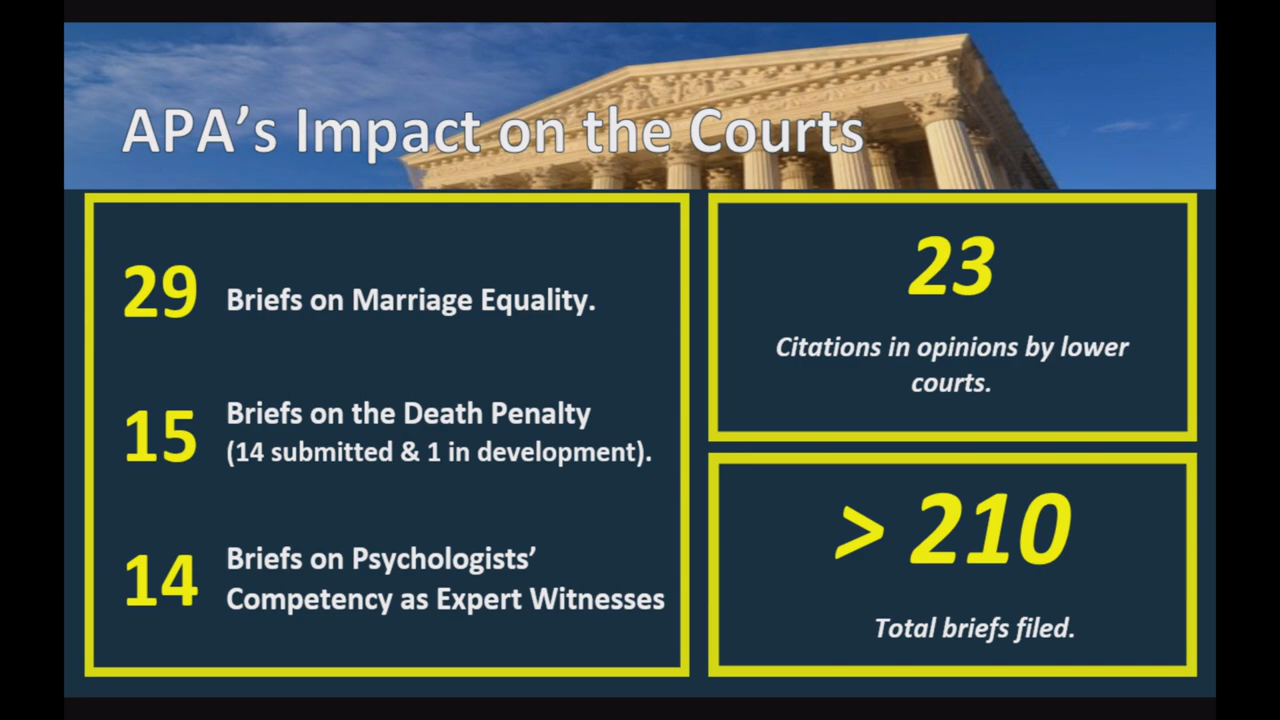 APA's Impact on the Courts
29
Briefs on Marriage Equality.
15
Briefs on the Death Penalty
(14 submitted & 1 in development).
14
Briefs on Psychologists'
Competency as Expert Witnesses
23
Citations in opinions by lower
courts.
> 210
Total briefs filed.